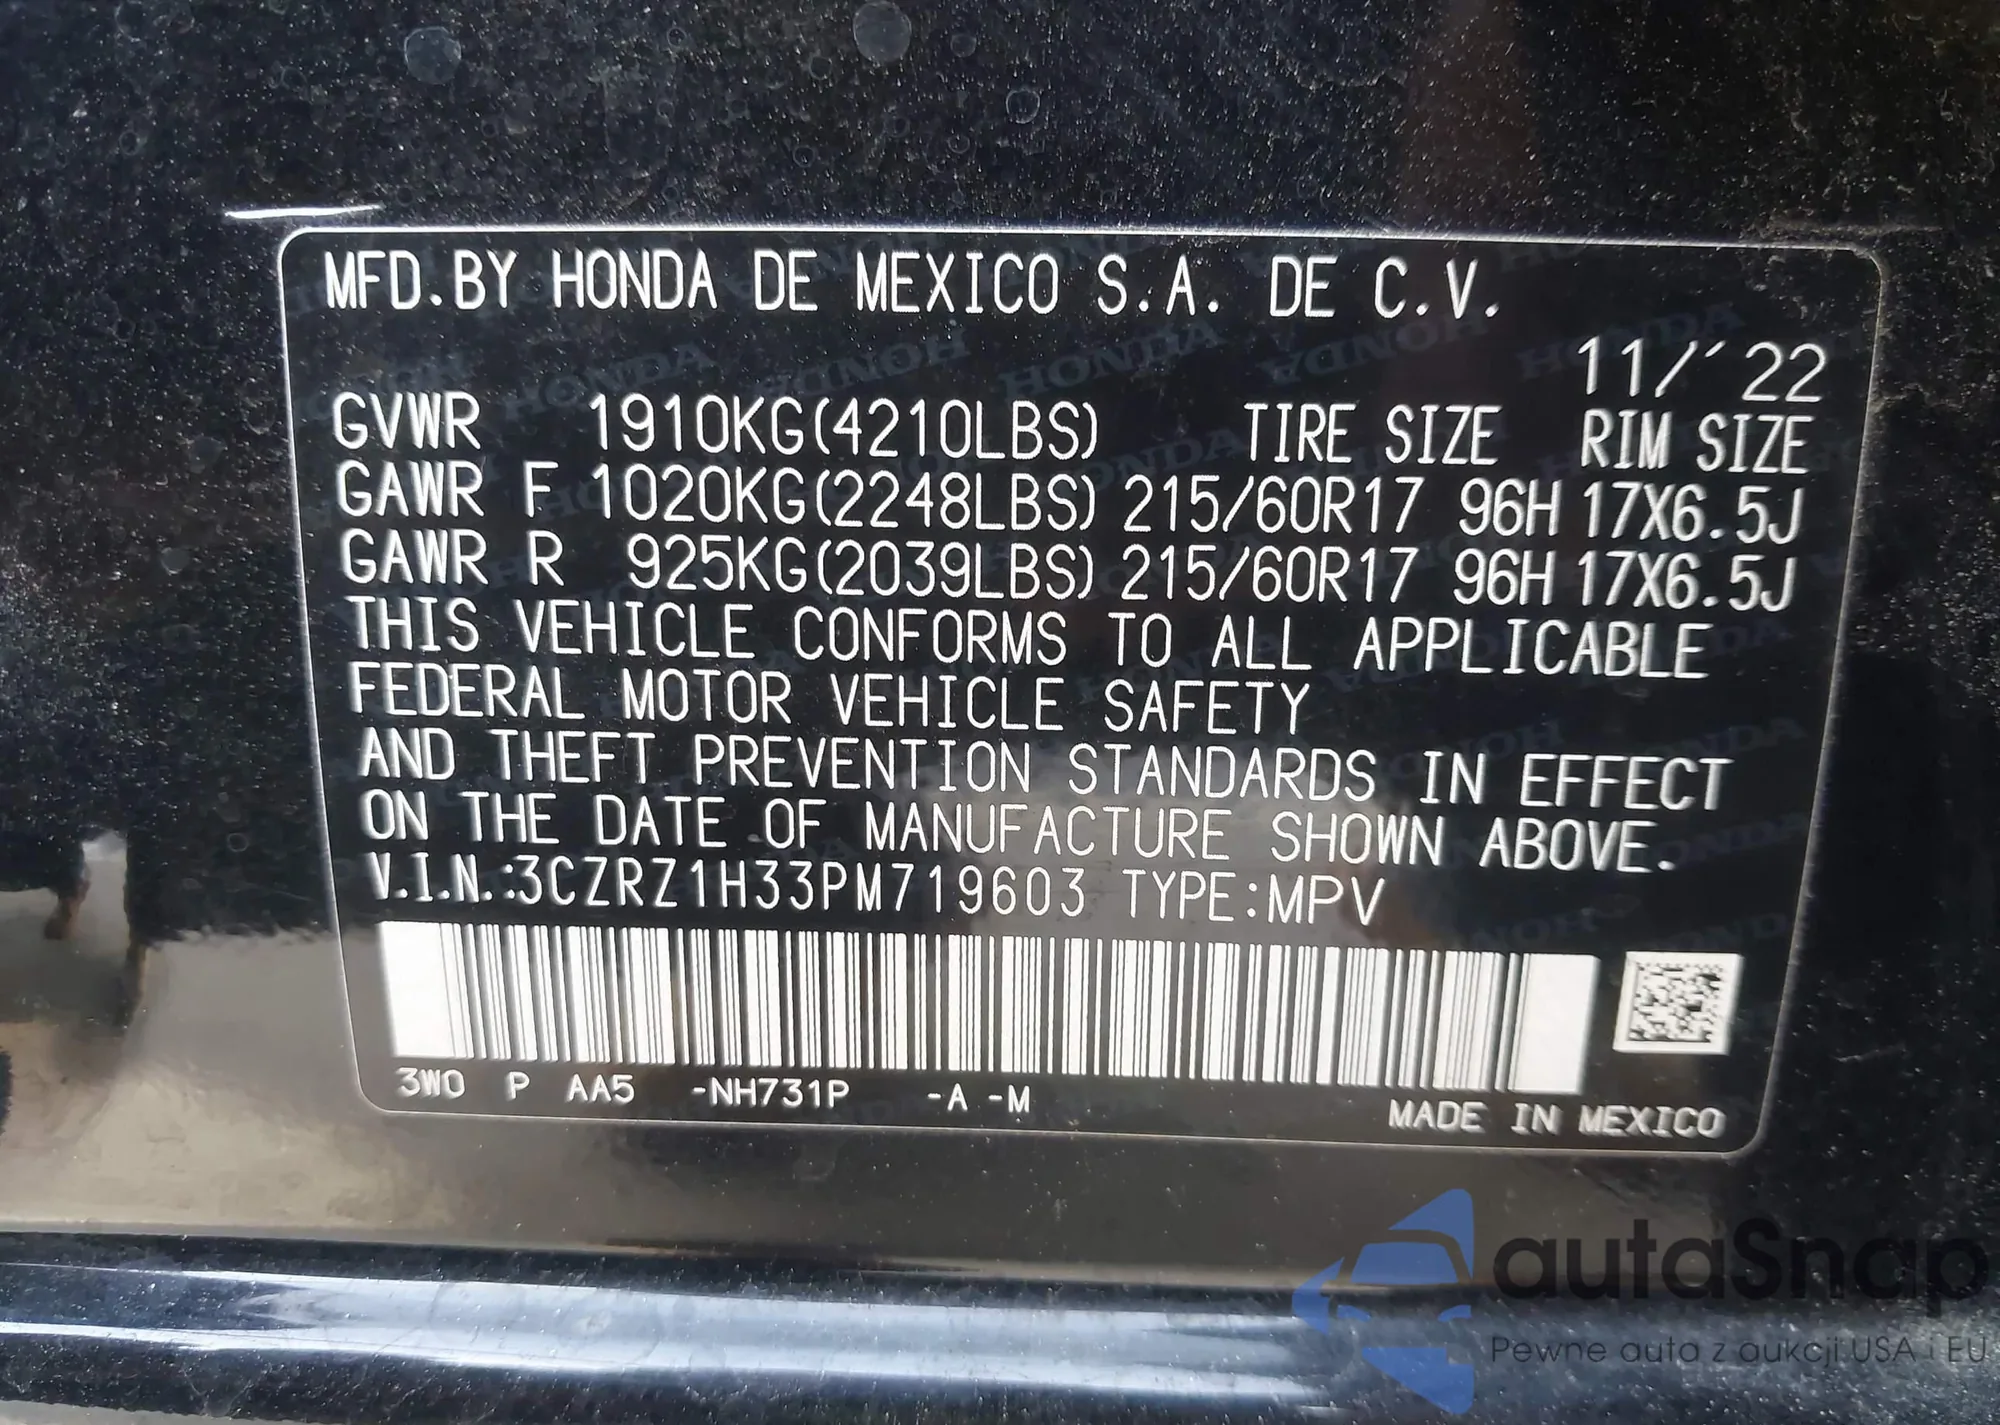 MFD.BY HONDA DE MEXICO S.A. DE C.V.
11/'22
GVWR 1910KG(4210LBS) TIRE SIZE RIM SIZE
GAWR F 1020KG(2248LBS) 215/60R17 96H 17X6.5J
GAWR R 925KG(2039LBS) 215/60R17 96H 17X6.5J
THIS VEHICLE CONFORMS TO ALL APPLICABLE
FEDERAL MOTOR VEHICLE SAFETY
AND THEFT PREVENTION STANDARDS IN EFFECT
ON THE DATE OF MANUFACTURE SHOWN ABOVE.
V.I.N.:3CZRZ1H33PM719603 TYPE:MPV
3W0 P AA5 -NH731P -A -M
MADE IN MEXICO
autaSnap
Pewne auta z aukcji USA i EU